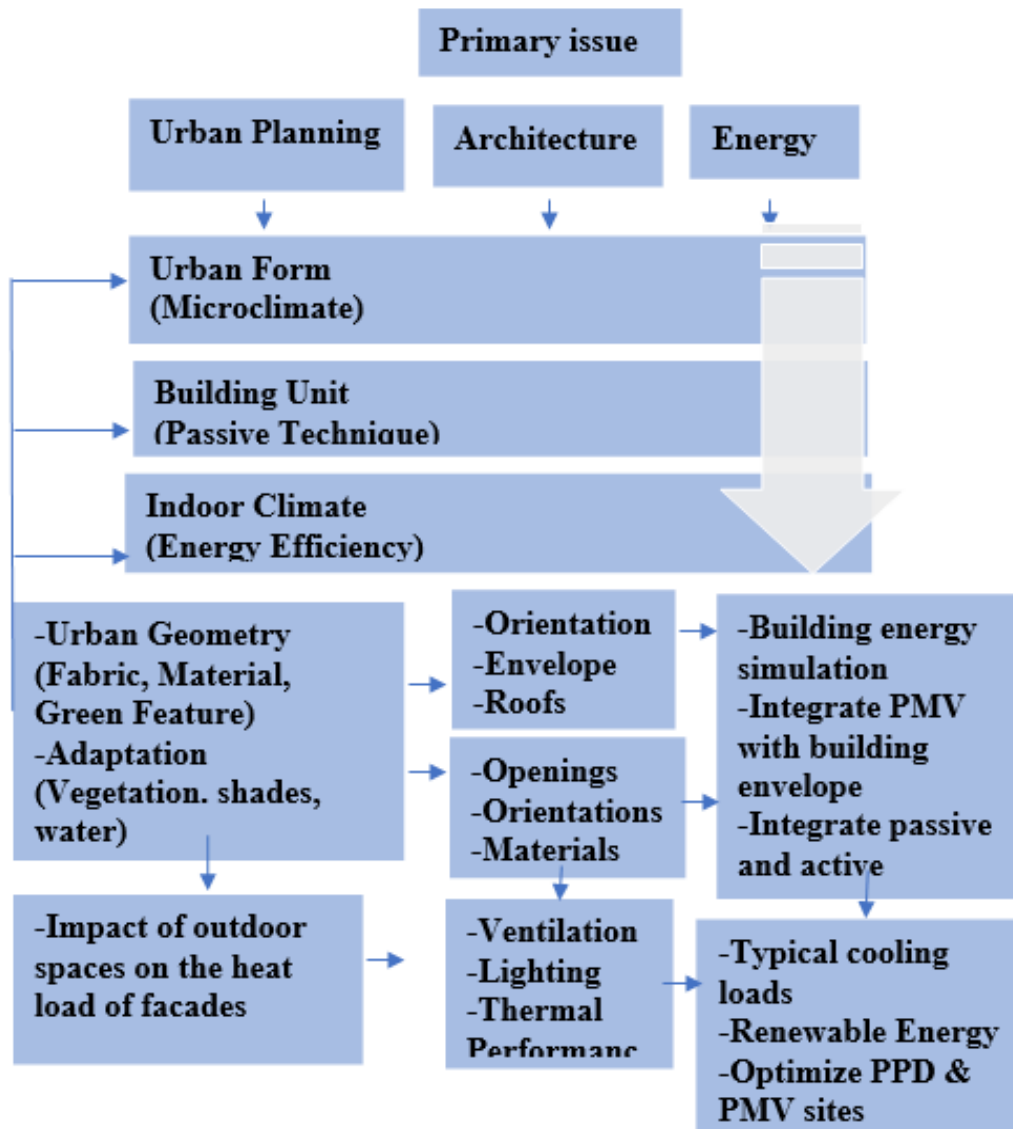 Primary issue
Urban Planning
Architecture
Energy
Urban Form
(Microclimate)
Building Unit
(Passive Technique)
Indoor Climate
(Energy Efficiency)
-Urban Geometry
(Fabric, Material,
Green Feature)
-Adaptation
(Vegetation. shades,
water)
-Orientation
-Envelope
-Roofs
-Building energy
simulation
-Integrate PMV
with building
envelope
-Integrate passive
and active
-Openings
-Orientations
-Materials
-Impact of outdoor
spaces on the heat
load of facades
-Ventilation
-Lighting
-Thermal
Performanc
-Typical cooling
loads
-Renewable Energy
-Optimize PPD &
PMV sites